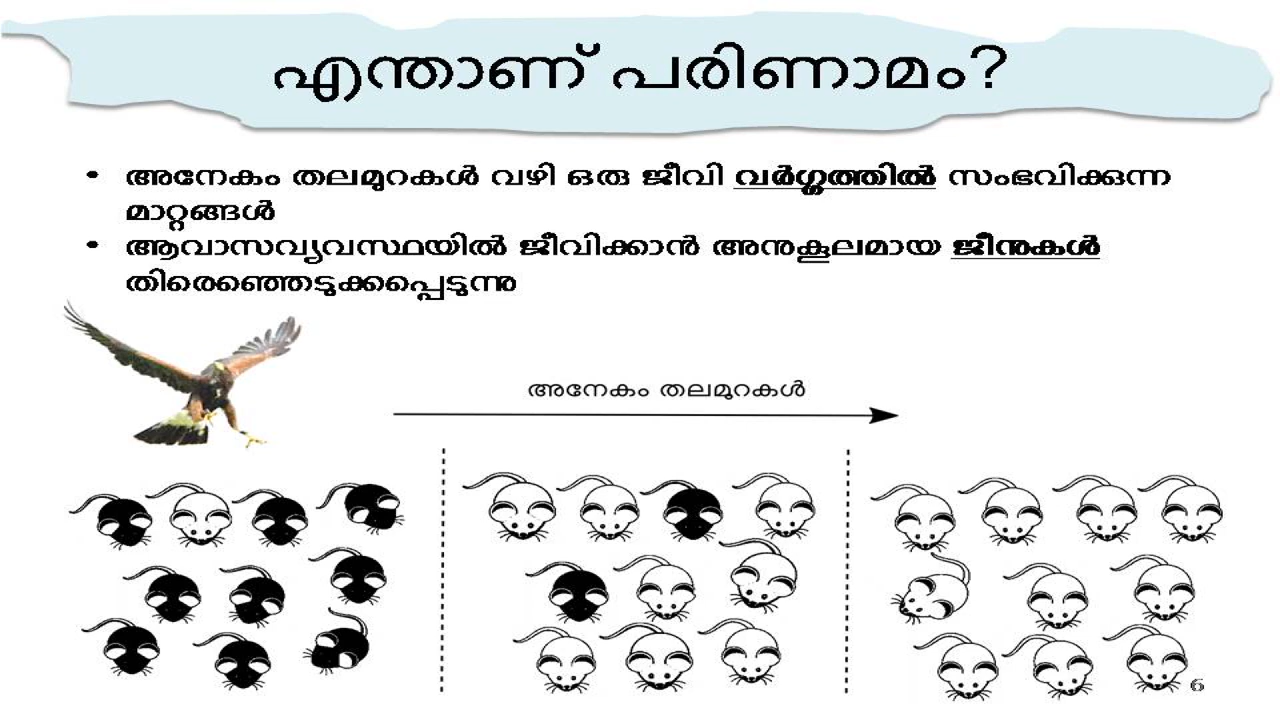 എന്താണ് പരിണാമം?
• അനേകം തലമുറകൾ വഴി ഒരു ജീവി വർഗ്ഗത്തിൽ സംഭവിക്കുന്ന
മാറ്റങ്ങൾ
• ആവാസവ്യവസ്ഥയിൽ ജീവിക്കാൻ അനുകൂലമായ ജീനുകൾ
തിരെഞ്ഞെടുക്കപ്പെടുന്നു
അനേകം തലമുറകൾ
6